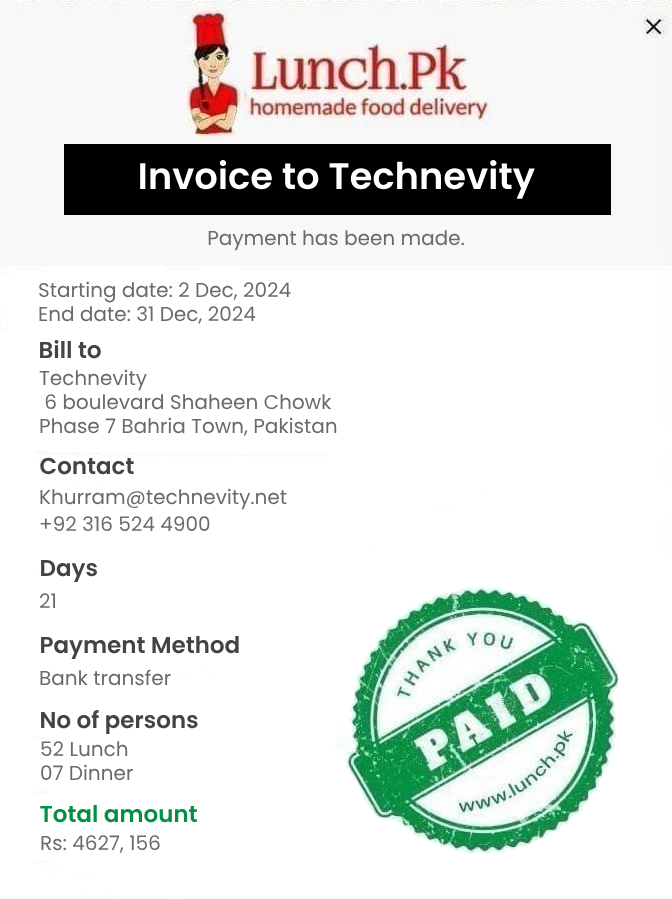 Lunch.Pk
homemade food delivery
Invoice to Technevity
Payment has been made.
Starting date: 2 Dec, 2024
End date: 31 Dec, 2024
Bill to
Technevity
6 boulevard Shaheen Chowk
Phase 7 Bahria Town, Pakistan
Contact
Khurram@technevity.net
+92 316 524 4900
Days
21
Payment Method
Bank transfer
No of persons
52 Lunch
07 Dinner
Total amount
Rs: 4627, 156
THANK YOU
PAID
www.lunch.pk